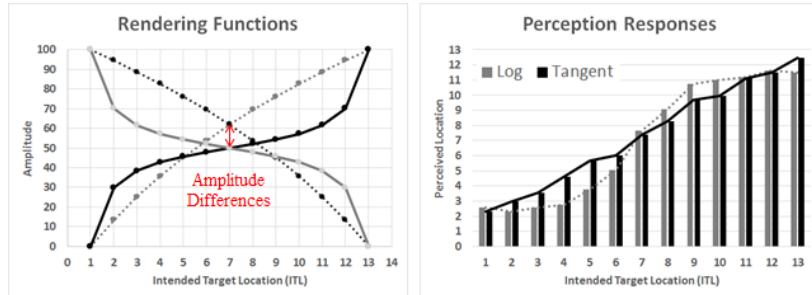 Rendering Functions
100
90
80
70
60
50
40
30
20
10
0
Amplitude
Amplitude
Differences
0 1 2 3 4 5 6 7 8 9 10 11 12 13 14
Intended Target Location (ITL)
Perception Responses
13
12
11
10
9
8
7
6
5
4
3
2
1
0
Perceived Location
Log Tangent
1 2 3 4 5 6 7 8 9 10 11 12 13
Intended Target Location (ITL)